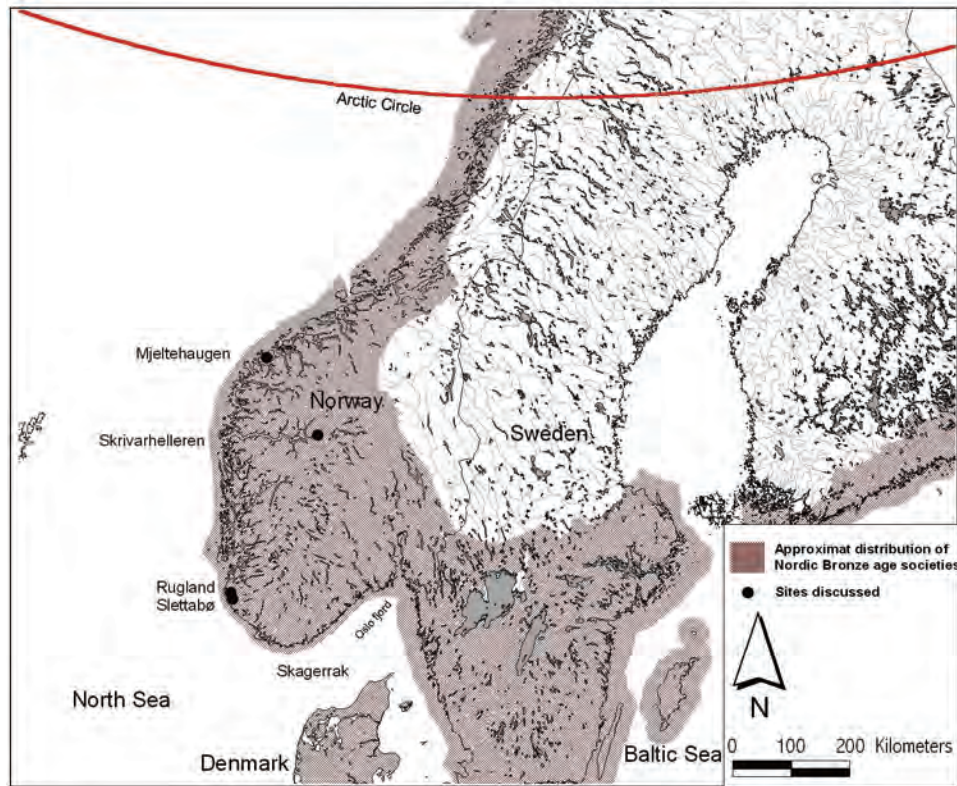 Arctic Circle
Mjeltehaugen
Norway
Skrivarhelleren
Sweden
Rugland
Slettabø
Oslo fjord
Skagerrak
North Sea
Denmark
Baltic Sea
Approximat distribution of
Nordic Bronze age societies
Sites discussed
N
0 100 200 Kilometers